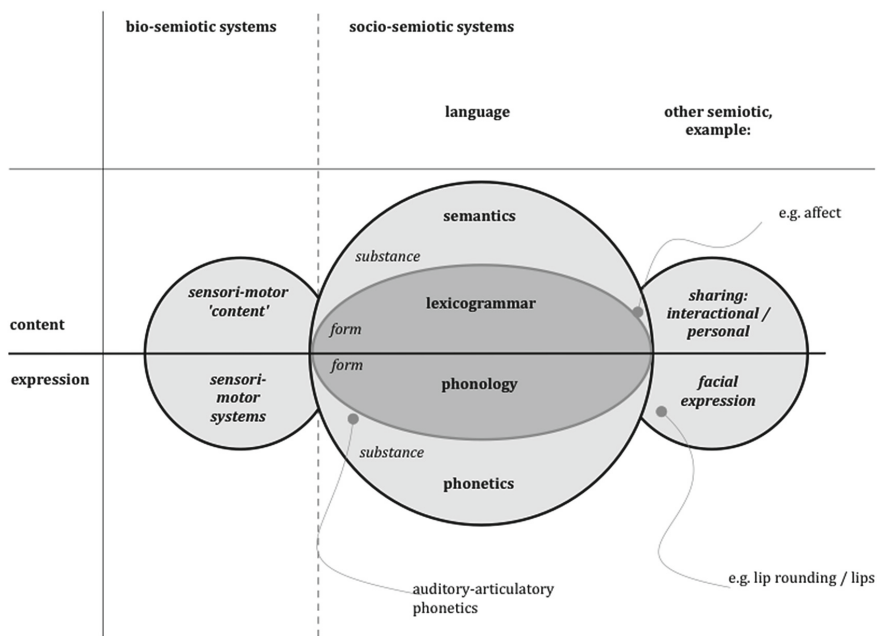 bio-semiotic systems
socio-semiotic systems
language
other semiotic,
example:
semantics
e.g. affect
substance
sensori-motor
'content'
lexicogrammar
sharing:
interactional /
personal
content
form
expression
form
sensori-
motor
systems
phonology
facial
expression
substance
phonetics
auditory-articulatory
phonetics
e.g. lip rounding / lips